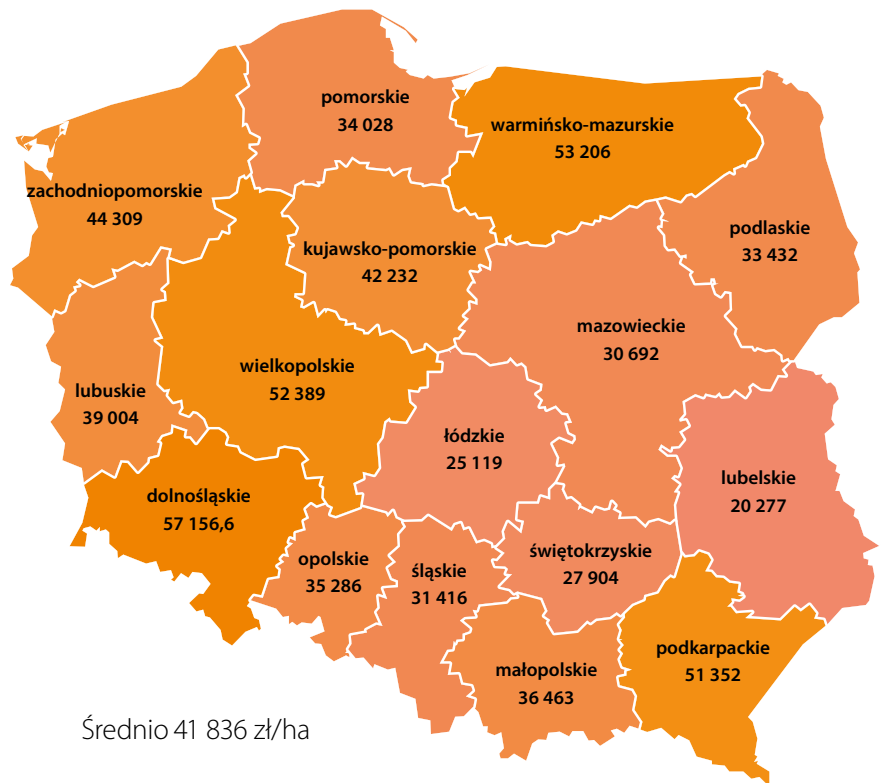 pomorskie
34 028
warmińsko-mazurskie
53 206
zachodniopomorskie
44 309
kujawsko-pomorskie
42 232
podlaskie
33 432
mazowieckie
30 692
wielkopolskie
52 389
lubuskie
39 004
łódzkie
25 119
lubelskie
20 277
dolnośląskie
57 156,6
opolskie
35 286
śląskie
31 416
świętokrzyskie
27 904
małopolskie
36 463
podkarpackie
51 352
Średnio 41 836 zł/ha